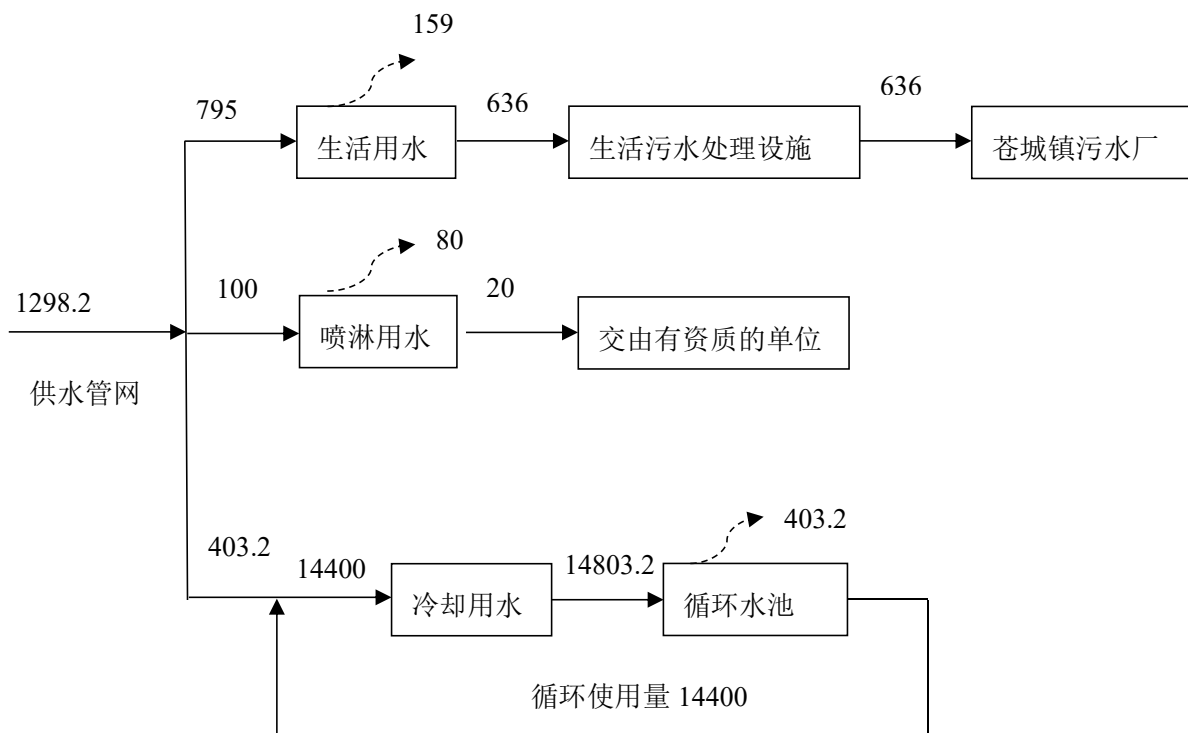 159
795
生活用水
636
生活污水处理设施
636
苍城镇污水厂
80
1298.2
100
喷淋用水
20
交由有资质的单位
供水管网
403.2
403.2
14400
冷却用水
14803.2
循环水池
循环使用量 14400